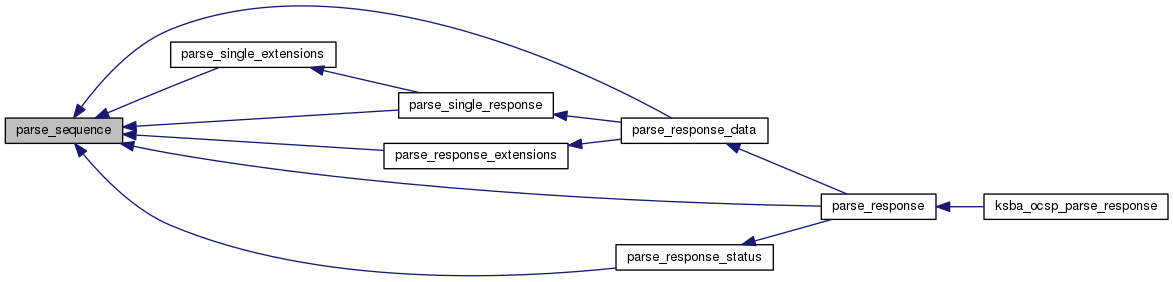 parse_single_extensions
parse_single_response
parse_sequence
parse_response_data
parse_response_extensions
parse_response
ksba_ocsp_parse_response
parse_response_status